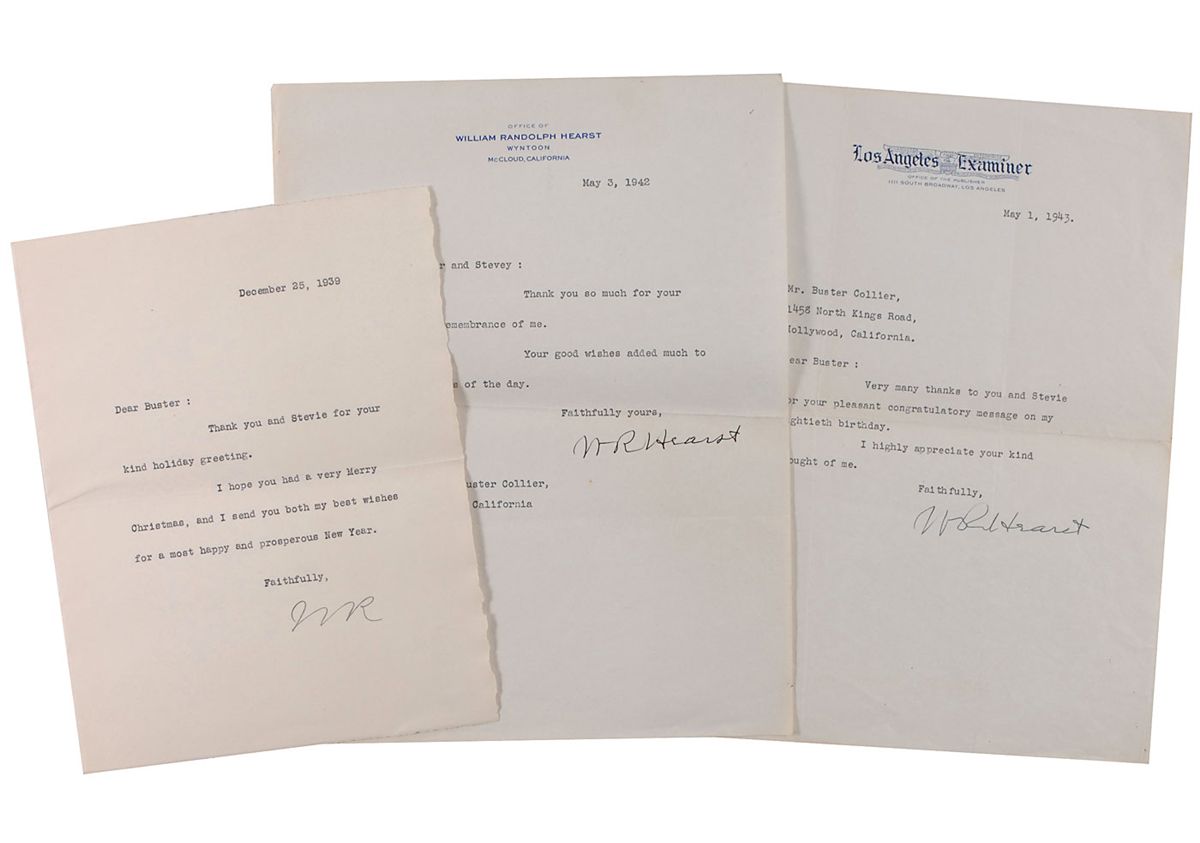 December 25, 1939
Dear Buster :
Thank you and Stevie for your
kind holiday greeting.
I hope you had a very Merry
Christmas, and I send you both my best wishes
for a most happy and prosperous New Year.
Faithfully,
WR
OFFICE OF
WILLIAM RANDOLPH HEARST
WYNTOON
McCLOUD, CALIFORNIA
May 3, 1942
r and Stevey :
Thank you so much for your
emembrance of me.
Your good wishes added much to
s of the day.
Faithfully yours,
W R Hearst
uster Collier,
California
Los Angeles Examiner
OFFICE OF THE PUBLISHER
1111 SOUTH BROADWAY, LOS ANGELES
May 1, 1943.
Mr. Buster Collier,
1458 North Kings Road,
Hollywood, California.
ear Buster :
Very many thanks to you and Stevie
or your pleasant congratulatory message on my
ghtieth birthday.
I highly appreciate your kind
ought of me.
Faithfully,
W R Hearst